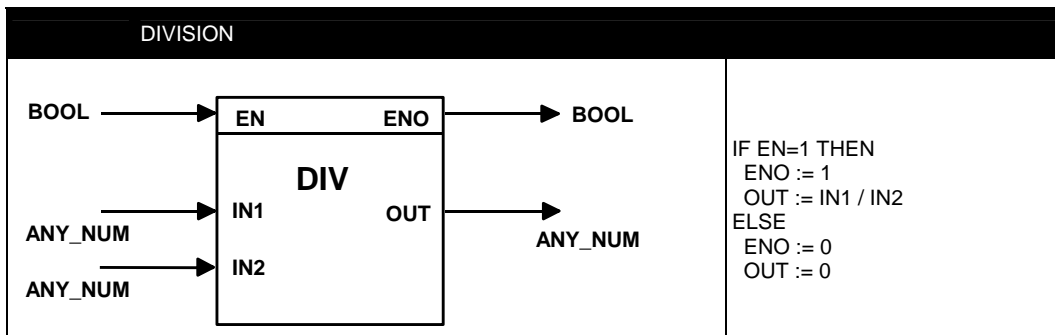 DIVISION
BOOL
EN
ENO
BOOL
DIV
IN1
OUT
ANY_NUM
ANY_NUM
IN2
ANY_NUM
IF EN=1 THEN
ENO := 1
OUT := IN1 / IN2
ELSE
ENO := 0
OUT := 0